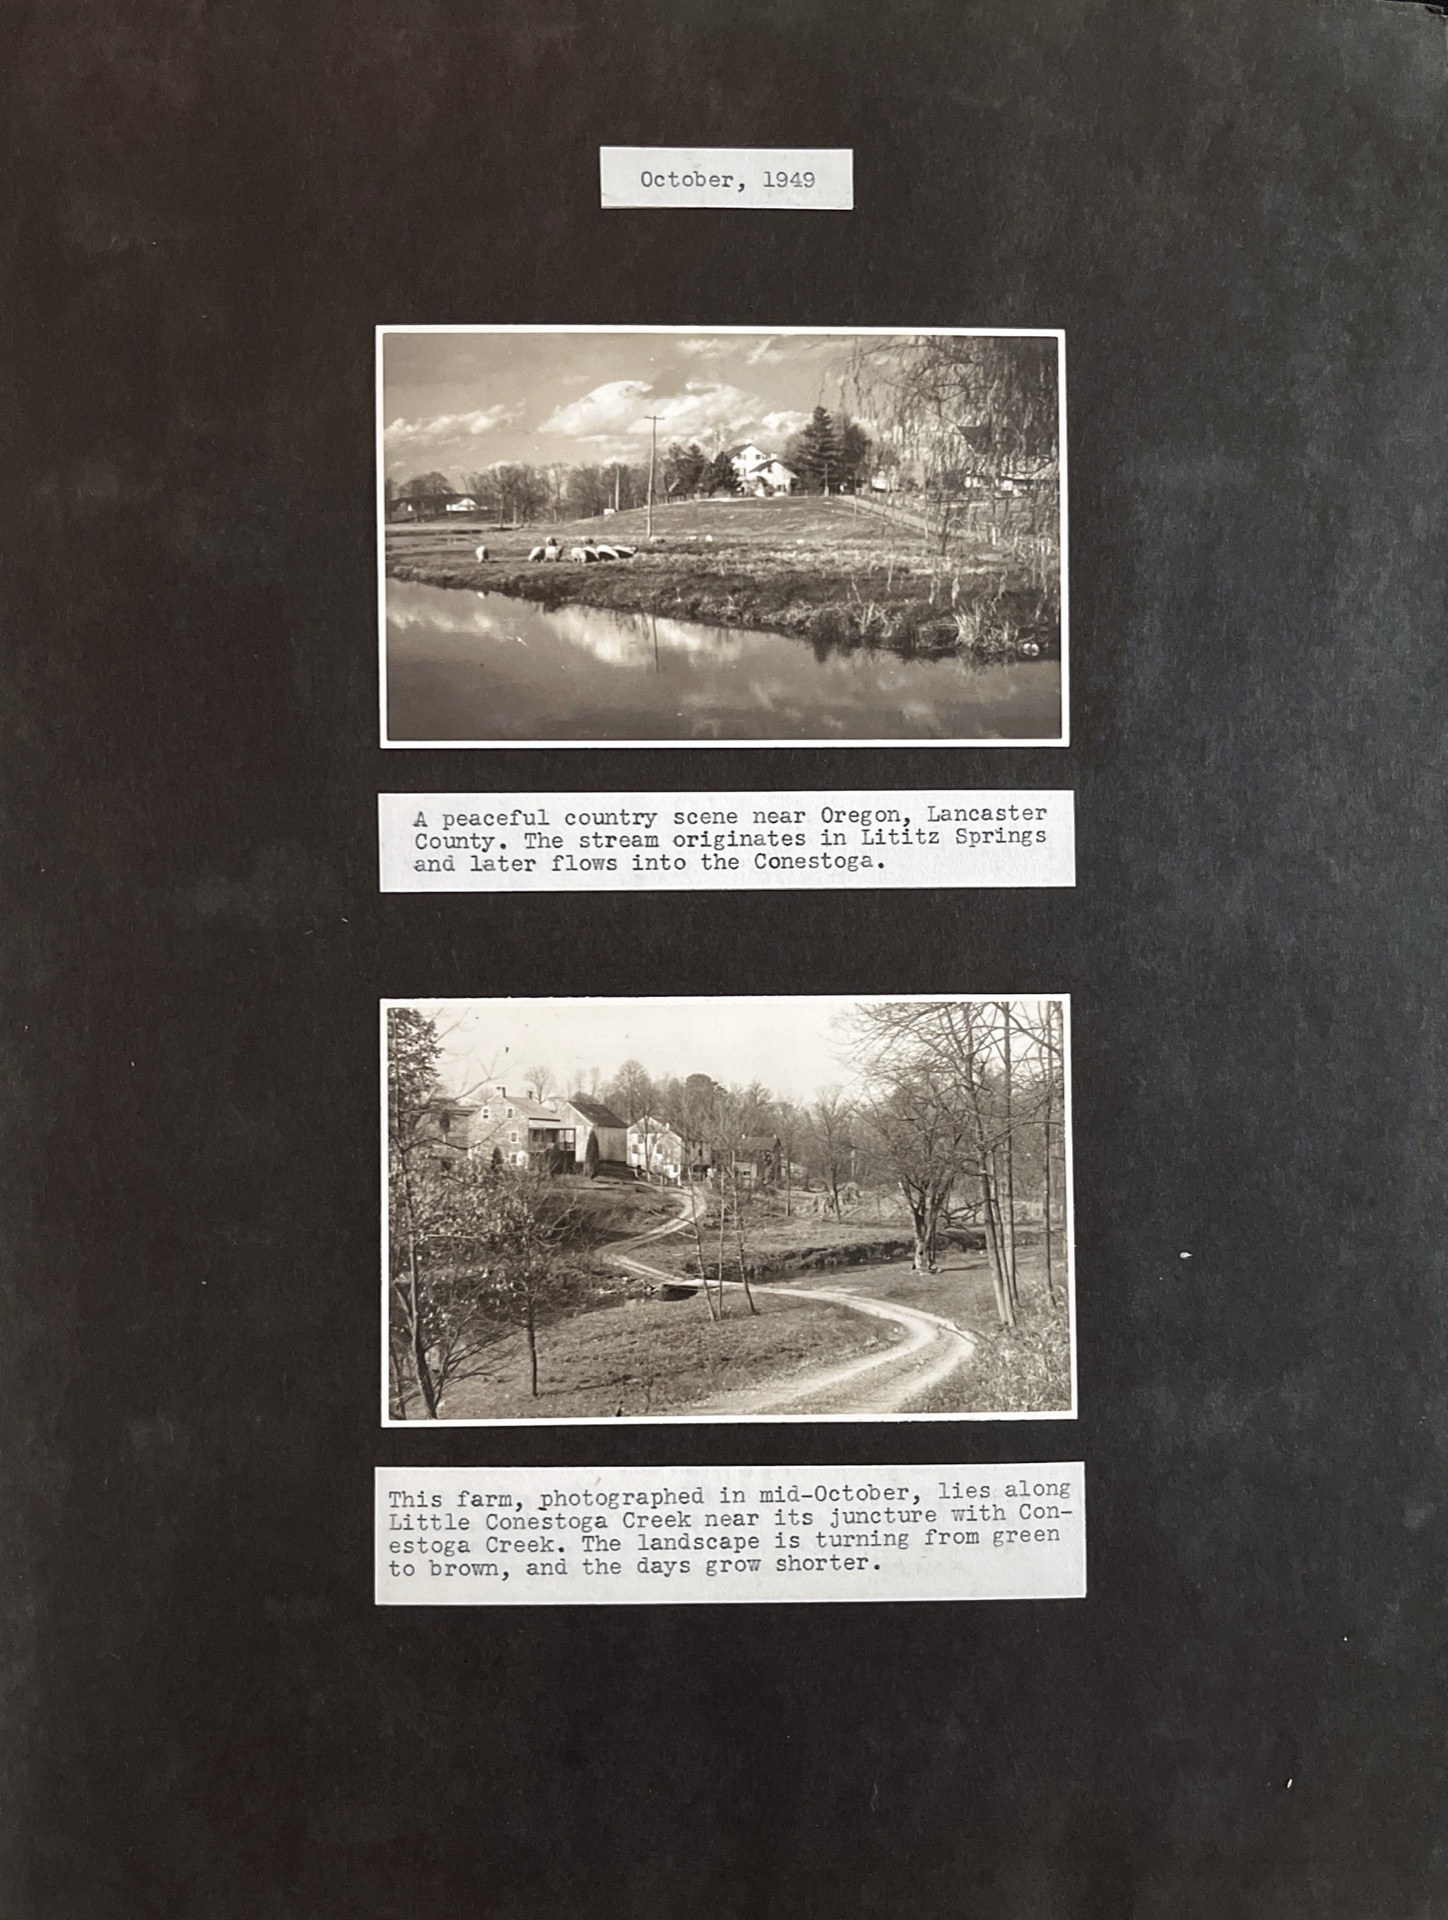 October, 1949
A peaceful country scene near Oregon, Lancaster
County. The stream originates in Lititz Springs
and later flows into the Conestoga.
This farm, photographed in mid-October, lies along
Little Conestoga Creek near its juncture with Con-
estoga Creek. The landscape is turning from green
to brown, and the days grow shorter.